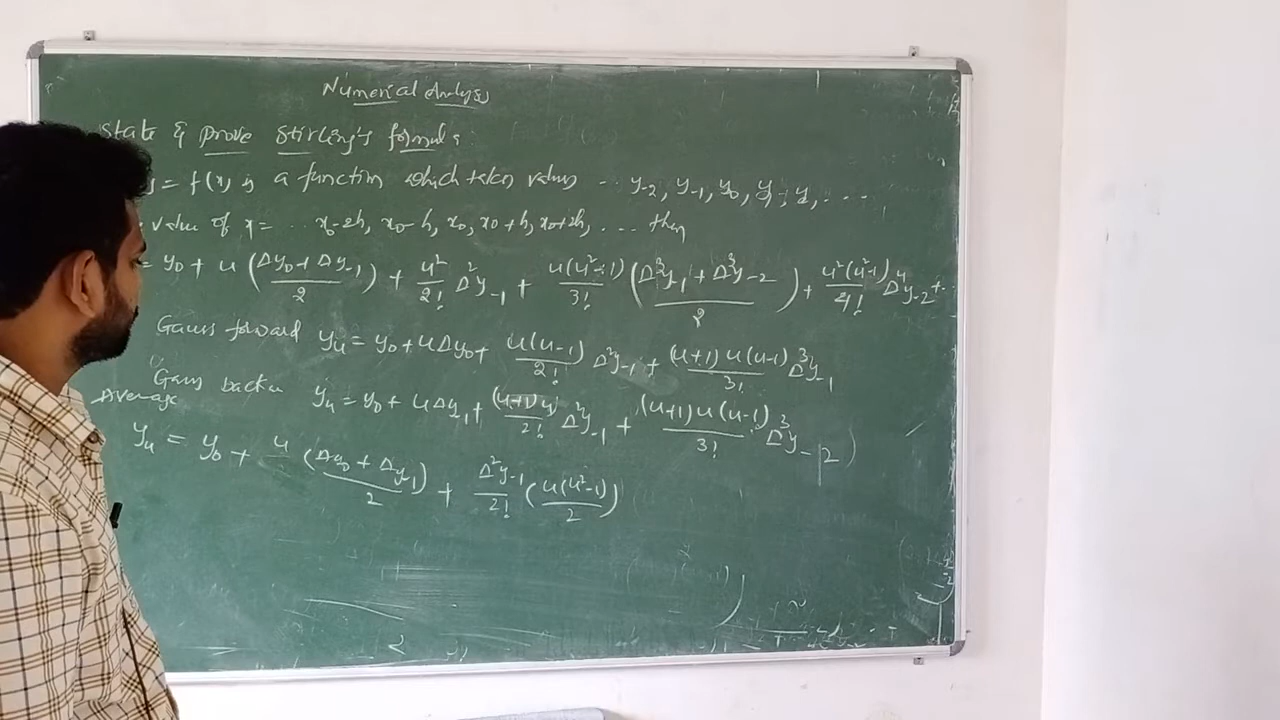 Numerical Analysis
State & prove Stirling's formula
= f(x) is a function which takes values .. y-2, y-1, y0, y1, y2, ....
value of x = .. x0-2h, x0-h, x0, x0+h, x0+2h, ... then
= y0 + u (Δy0 + Δy-1)/2 + u²/2! Δ²y-1 + u(u²-1)/3! (Δ³y-1 + Δ³y-2)/2 + u²(u²-1)/4! Δ⁴y-2 + ..
Gauss forward yu = y0 + uΔy0 + u(u-1)/2! Δ²y-1 + (u+1)u(u-1)/3! Δ³y-1
Gauss backw yu = y0 + uΔy-1 + (u+1)u/2! Δ²y-1 + (u+1)u(u-1)/3! Δ³y-2
Average
yu = y0 + u (Δy0 + Δy-1)/2 + Δ²y-1/2! (u(u²-1)/2)